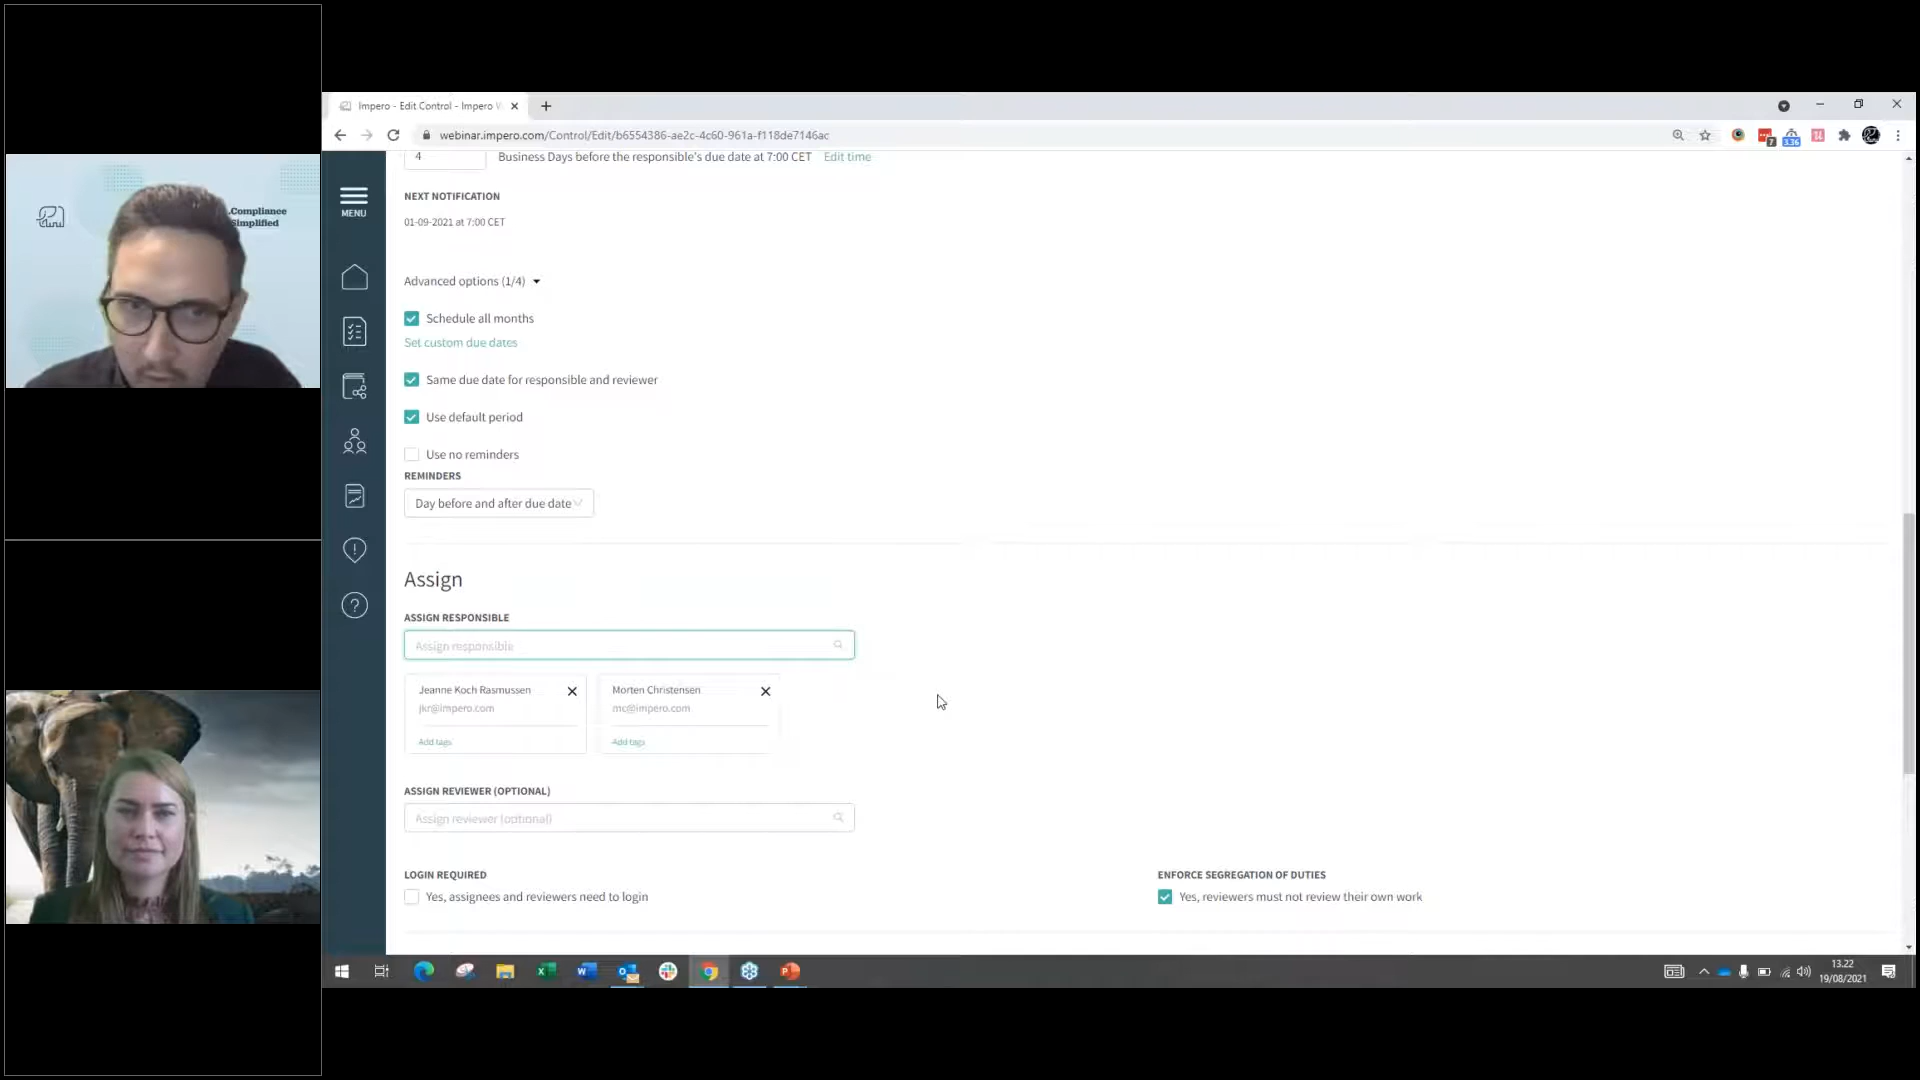 .Compliance
Simplified
Impero - Edit Control - Impero W
webinar.impero.com/Control/Edit/b6554386-ae2c-4c60-961a-f118de7146ac
7
3.36
MENU
4
Business Days before the responsible's due date at 7:00 CET Edit time
NEXT NOTIFICATION
01-09-2021 at 7:00 CET
Advanced options (1/4)
Schedule all months
Set custom due dates
Same due date for responsible and reviewer
Use default period
Use no reminders
REMINDERS
Day before and after due date
Assign
ASSIGN RESPONSIBLE
Assign responsible
Jeanne Koch Rasmussen
jkr@impero.com
Add tags
Morten Christensen
mc@impero.com
Add tags
ASSIGN REVIEWER (OPTIONAL)
Assign reviewer (optional)
LOGIN REQUIRED
Yes, assignees and reviewers need to login
ENFORCE SEGREGATION OF DUTIES
Yes, reviewers must not review their own work
13.22
19/08/2021